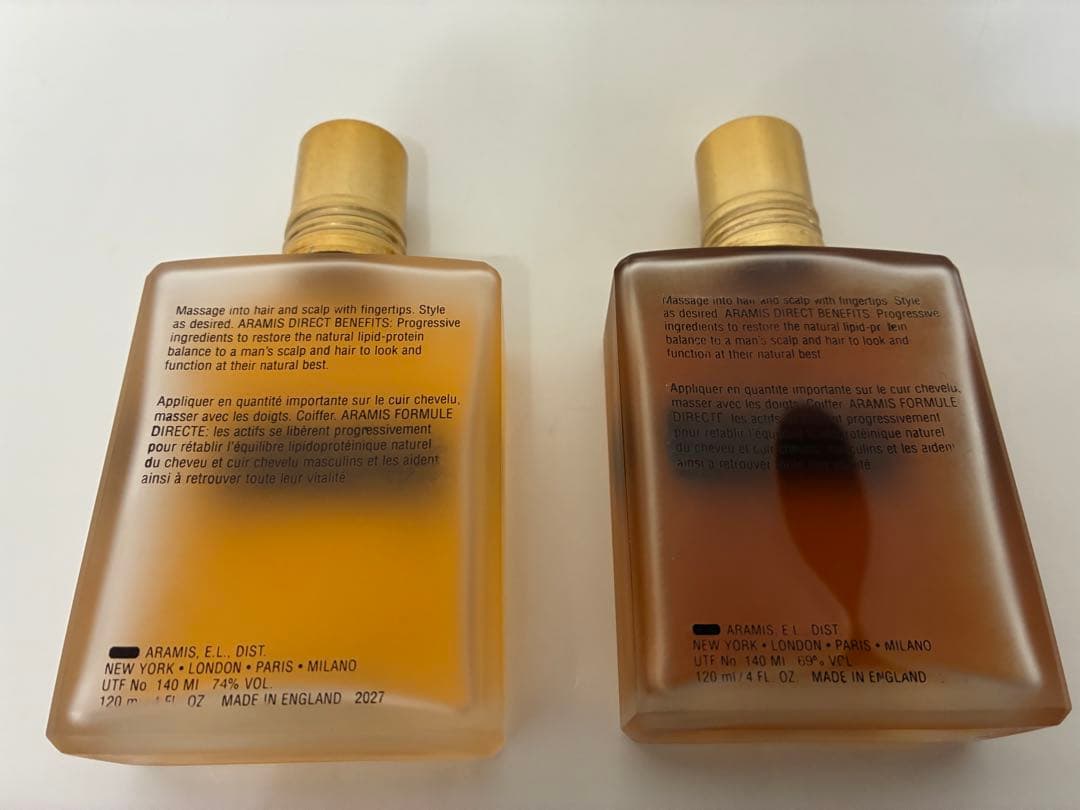 Massage into hair and scalp with fingertips. Style
as desired. ARAMIS DIRECT BENEFITS: Progressive
ingredients to restore the natural lipid-protein
balance to a man's scalp and hair to look and
function at their natural best.
Appliquer en quantité importante sur le cuir chevelu,
masser avec les doigts. Coiffer. ARAMIS FORMULE
DIRECTE: les actifs se libèrent progressivement
pour rétablir l'équilibre lipidoprotéinique naturel
du cheveu et cuir chevelu masculins et les aident
ainsi à retrouver toute leur vitalité.
ARAMIS, E.L., DIST.
NEW YORK • LONDON • PARIS • MILANO
UTF No 140 Ml 74% VOL.
120 m FL. OZ MADE IN ENGLAND 2027
Massage into hair and scalp with fingertips. Style
as desired. ARAMIS DIRECT BENEFITS: Progressive
ingredients to restore the natural lipid-pr tein
balance to a man's scalp and hair to look and
function at their natural best
Appliquer en quantité importante sur le cuir chevelu,
masser avec les doigts. Coiffer. ARAMIS FORMULE
DIRECTE: les actifs progressivement
pour rétablir naturel
du cheveu et les aident
ainsi à retrouver
ARAMIS, E.L., DIST.
NEW YORK • LONDON • PARIS • MILANO
UTF No 140 Ml 69% VOL
120 ml / 4 FL. OZ. MADE IN ENGLAND